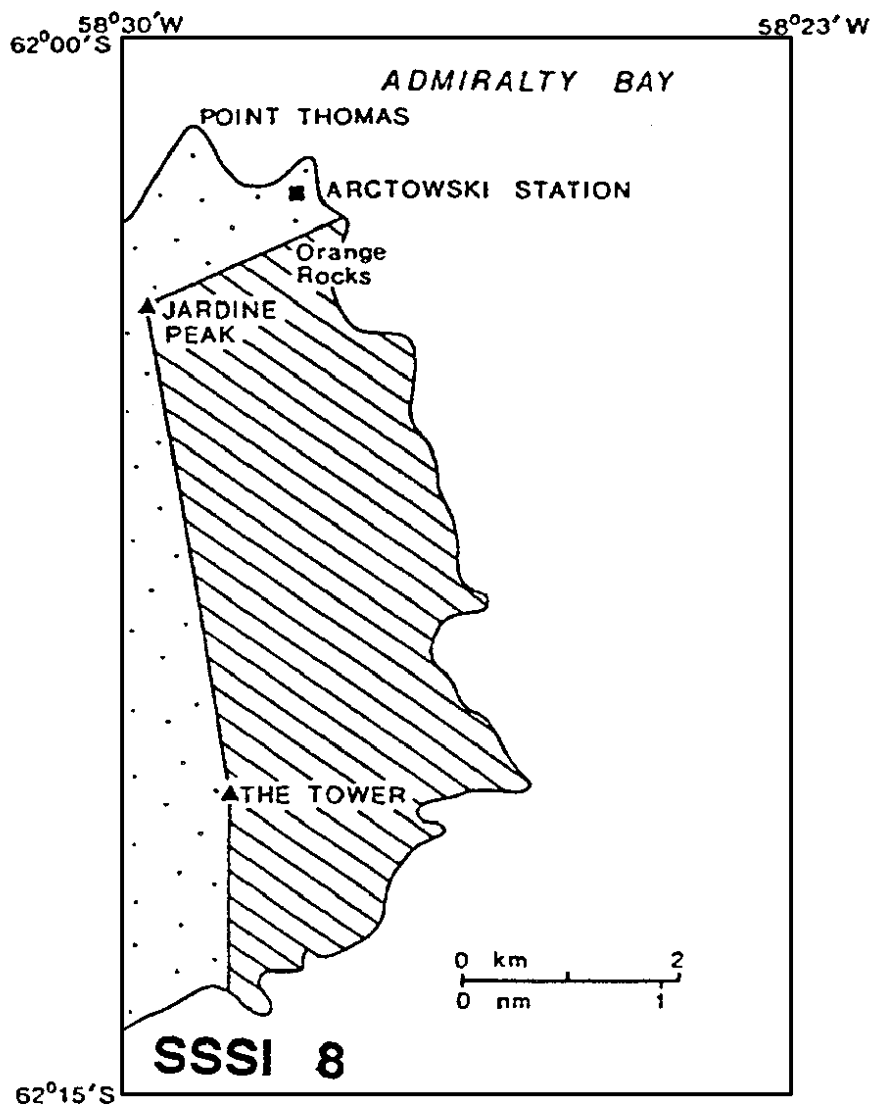 58°30'W
58°23'W
62°00'S
ADMIRALTY BAY
POINT THOMAS
ARCTOWSKI STATION
Orange
Rocks
JARDINE
PEAK
THE TOWER
0 km 2
0 nm 1
SSSI 8
62°15'S